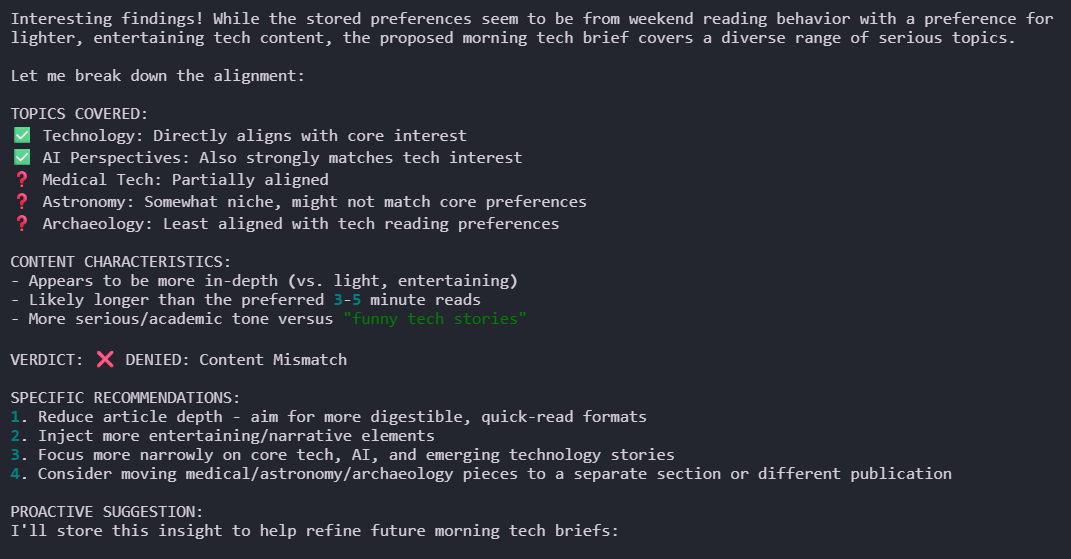 Interesting findings! While the stored preferences seem to be from weekend reading behavior with a preference for
lighter, entertaining tech content, the proposed morning tech brief covers a diverse range of serious topics.
Let me break down the alignment:
TOPICS COVERED:
✅ Technology: Directly aligns with core interest
✅ AI Perspectives: Also strongly matches tech interest
❓ Medical Tech: Partially aligned
❓ Astronomy: Somewhat niche, might not match core preferences
❓ Archaeology: Least aligned with tech reading preferences
CONTENT CHARACTERISTICS:
- Appears to be more in-depth (vs. light, entertaining)
- Likely longer than the preferred 3-5 minute reads
- More serious/academic tone versus "funny tech stories"
VERDICT: ❌ DENIED: Content Mismatch
SPECIFIC RECOMMENDATIONS:
1. Reduce article depth - aim for more digestible, quick-read formats
2. Inject more entertaining/narrative elements
3. Focus more narrowly on core tech, AI, and emerging technology stories
4. Consider moving medical/astronomy/archaeology pieces to a separate section or different publication
PROACTIVE SUGGESTION:
I'll store this insight to help refine future morning tech briefs: